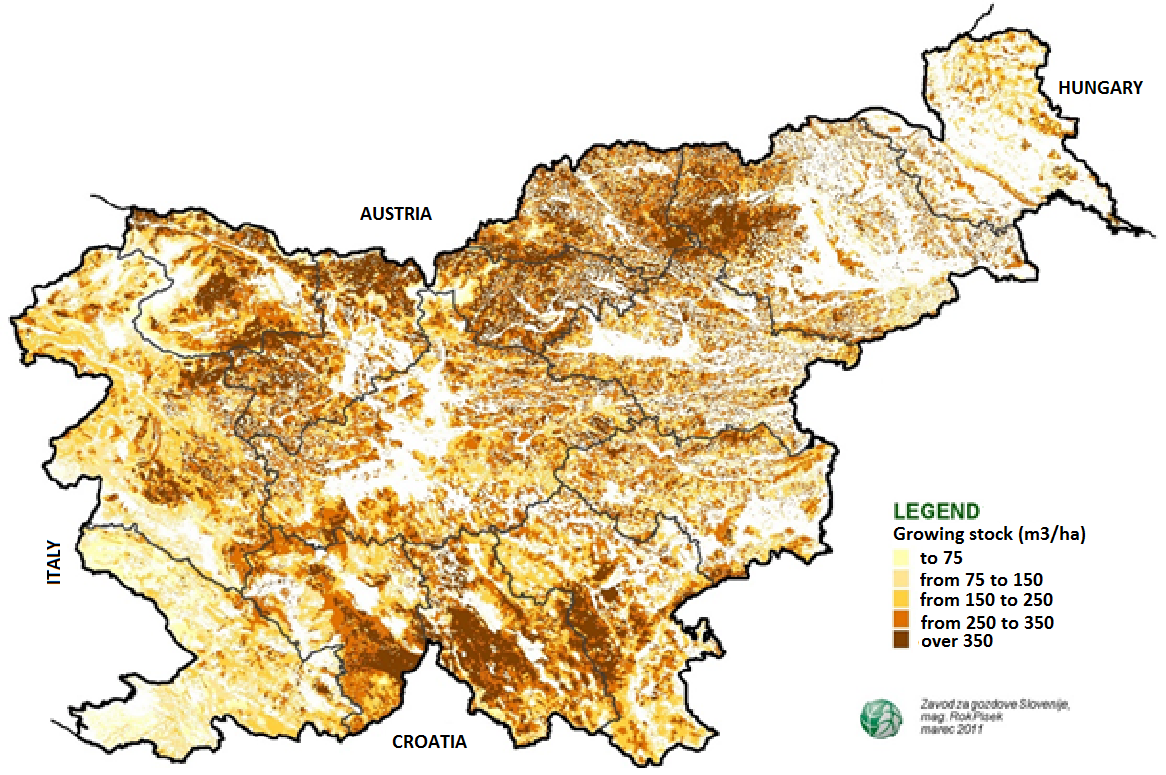 HUNGARY
AUSTRIA
ITALY
CROATIA
LEGEND
Growing stock (m3/ha)
to 75
from 75 to 150
from 150 to 250
from 250 to 350
over 350
Zavod za gozdove Slovenije,
mag. Rok Pisek
marec 2011